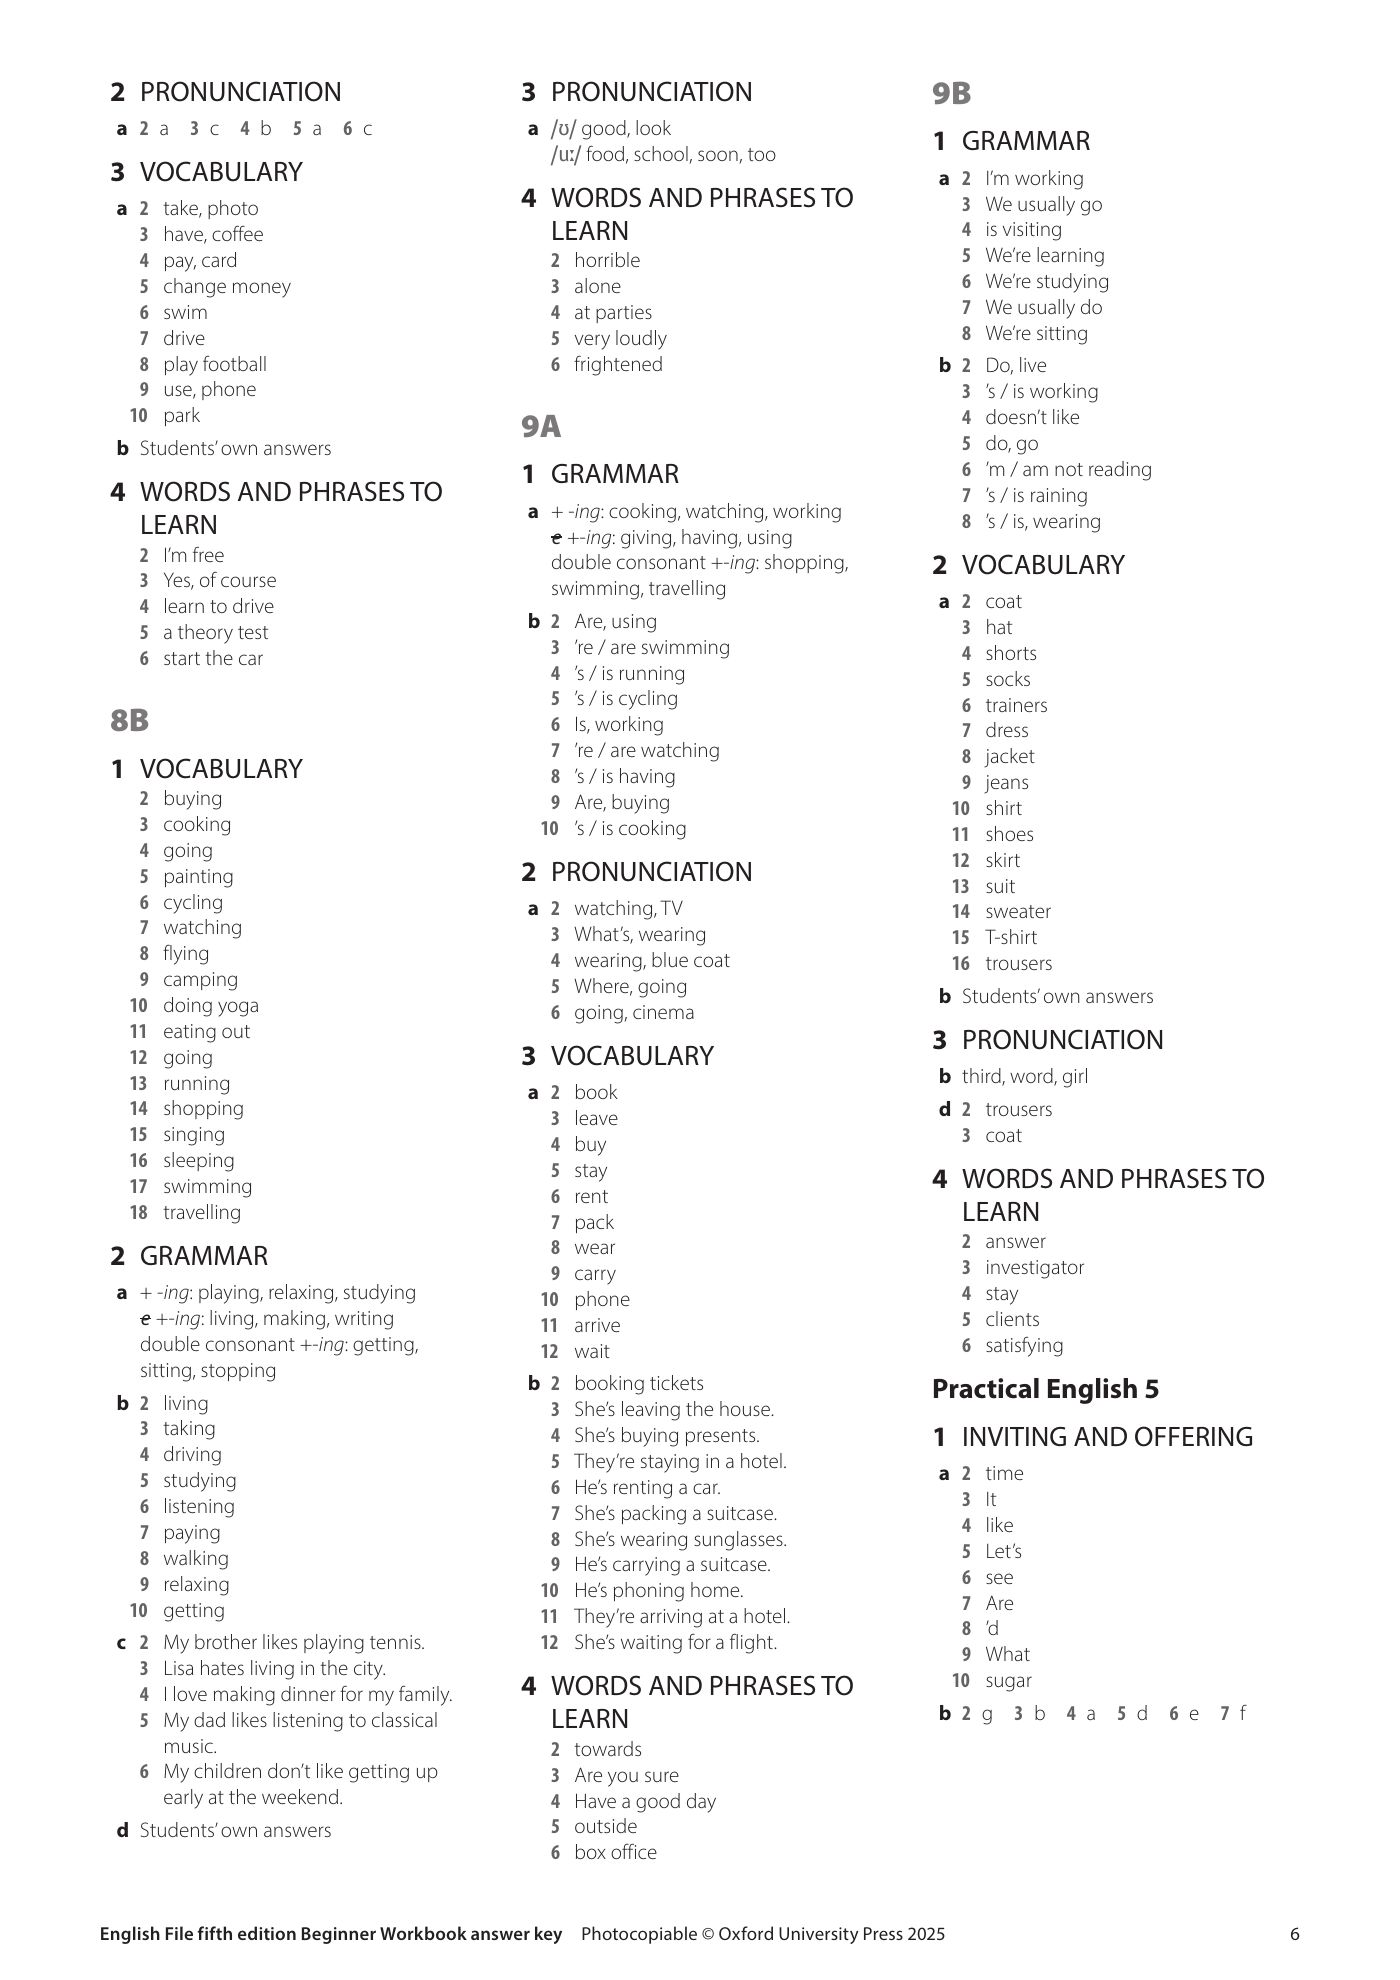 2 PRONUNCIATION
a 2 a 3 c 4 b 5 a 6 c
3 VOCABULARY
a 2 take, photo
3 have, coffee
4 pay, card
5 change money
6 swim
7 drive
8 play football
9 use, phone
10 park
b Students’ own answers
4 WORDS AND PHRASES TO
LEARN
2 I’m free
3 Yes, of course
4 learn to drive
5 a theory test
6 start the car
8B
1 VOCABULARY
2 buying
3 cooking
4 going
5 painting
6 cycling
7 watching
8 flying
9 camping
10 doing yoga
11 eating out
12 going
13 running
14 shopping
15 singing
16 sleeping
17 swimming
18 travelling
2 GRAMMAR
a + -ing: playing, relaxing, studying
e +-ing: living, making, writing
double consonant +-ing: getting,
sitting, stopping
b 2 living
3 taking
4 driving
5 studying
6 listening
7 paying
8 walking
9 relaxing
10 getting
c 2 My brother likes playing tennis.
3 Lisa hates living in the city.
4 I love making dinner for my family.
5 My dad likes listening to classical
music.
6 My children don’t like getting up
early at the weekend.
d Students’ own answers
3 PRONUNCIATION
a /ʊ/ good, look
/uː/ food, school, soon, too
4 WORDS AND PHRASES TO
LEARN
2 horrible
3 alone
4 at parties
5 very loudly
6 frightened
9A
1 GRAMMAR
a + -ing: cooking, watching, working
e +-ing: giving, having, using
double consonant +-ing: shopping,
swimming, travelling
b 2 Are, using
3 ’re / are swimming
4 ’s / is running
5 ’s / is cycling
6 Is, working
7 ’re / are watching
8 ’s / is having
9 Are, buying
10 ’s / is cooking
2 PRONUNCIATION
a 2 watching, TV
3 What’s, wearing
4 wearing, blue coat
5 Where, going
6 going, cinema
3 VOCABULARY
a 2 book
3 leave
4 buy
5 stay
6 rent
7 pack
8 wear
9 carry
10 phone
11 arrive
12 wait
b 2 booking tickets
3 She’s leaving the house.
4 She’s buying presents.
5 They’re staying in a hotel.
6 He’s renting a car.
7 She’s packing a suitcase.
8 She’s wearing sunglasses.
9 He’s carrying a suitcase.
10 He’s phoning home.
11 They’re arriving at a hotel.
12 She’s waiting for a flight.
4 WORDS AND PHRASES TO
LEARN
2 towards
3 Are you sure
4 Have a good day
5 outside
6 box office
9B
1 GRAMMAR
a 2 I’m working
3 We usually go
4 is visiting
5 We’re learning
6 We’re studying
7 We usually do
8 We’re sitting
b 2 Do, live
3 ’s / is working
4 doesn’t like
5 do, go
6 ’m / am not reading
7 ’s / is raining
8 ’s / is, wearing
2 VOCABULARY
a 2 coat
3 hat
4 shorts
5 socks
6 trainers
7 dress
8 jacket
9 jeans
10 shirt
11 shoes
12 skirt
13 suit
14 sweater
15 T-shirt
16 trousers
b Students’ own answers
3 PRONUNCIATION
b third, word, girl
d 2 trousers
3 coat
4 WORDS AND PHRASES TO
LEARN
2 answer
3 investigator
4 stay
5 clients
6 satisfying
Practical English 5
1 INVITING AND OFFERING
a 2 time
3 It
4 like
5 Let’s
6 see
7 Are
8 ’d
9 What
10 sugar
b 2 g 3 b 4 a 5 d 6 e 7 f
English File fifth edition Beginner Workbook answer key Photocopiable © Oxford University Press 2025 6